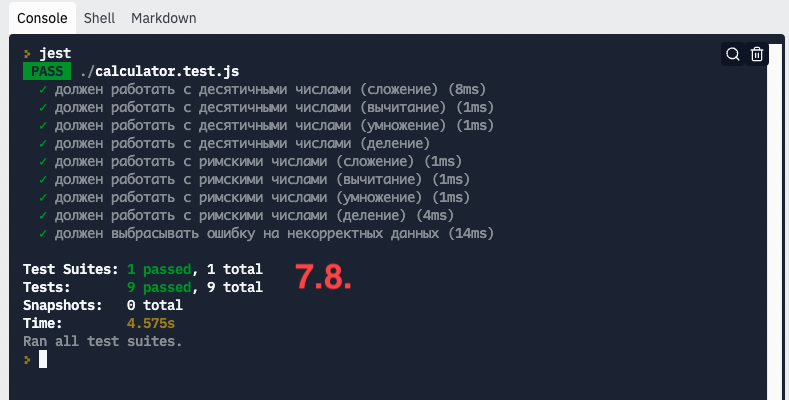 Console Shell Markdown
> jest
PASS ./calculator.test.js
✓ должен работать с десятичными числами (сложение) (8ms)
✓ должен работать с десятичными числами (вычитание) (1ms)
✓ должен работать с десятичными числами (умножение) (1ms)
✓ должен работать с десятичными числами (деление)
✓ должен работать с римскими числами (сложение) (1ms)
✓ должен работать с римскими числами (вычитание) (1ms)
✓ должен работать с римскими числами (умножение) (1ms)
✓ должен работать с римскими числами (деление) (4ms)
✓ должен выбрасывать ошибку на некорректных данных (14ms)
Test Suites: 1 passed, 1 total
7.8.
Tests: 9 passed, 9 total
Snapshots: 0 total
Time: 4.575s
Ran all test suites.
>